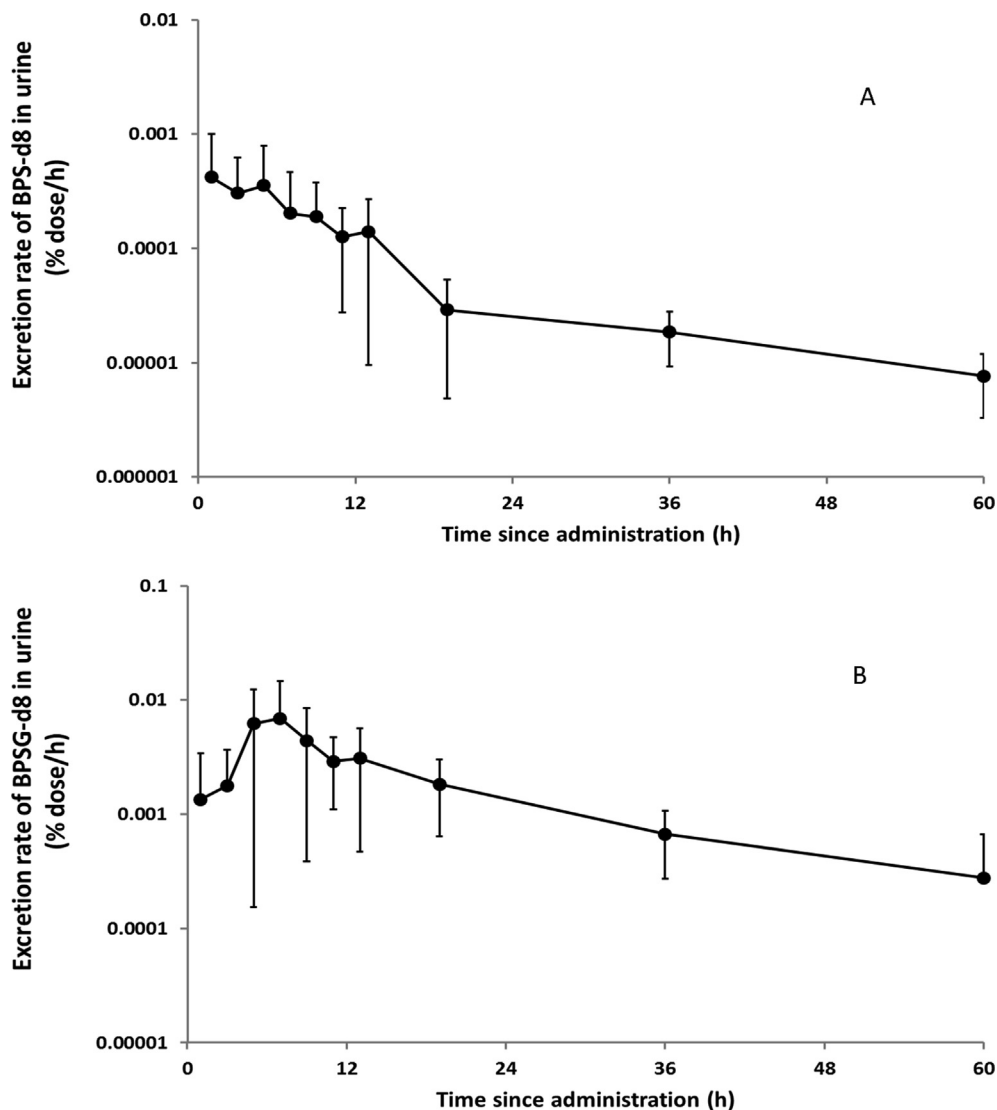 0.01
A
0.001
0.0001
0.00001
0.000001
Excretion rate of BPS-d8 in urine
(% dose/h)
0 12 24 36 48 60
Time since administration (h)
0.1
B
0.01
0.001
0.0001
0.00001
Excretion rate of BPSG-d8 in urine
(% dose/h)
0 12 24 36 48 60
Time since administration (h)